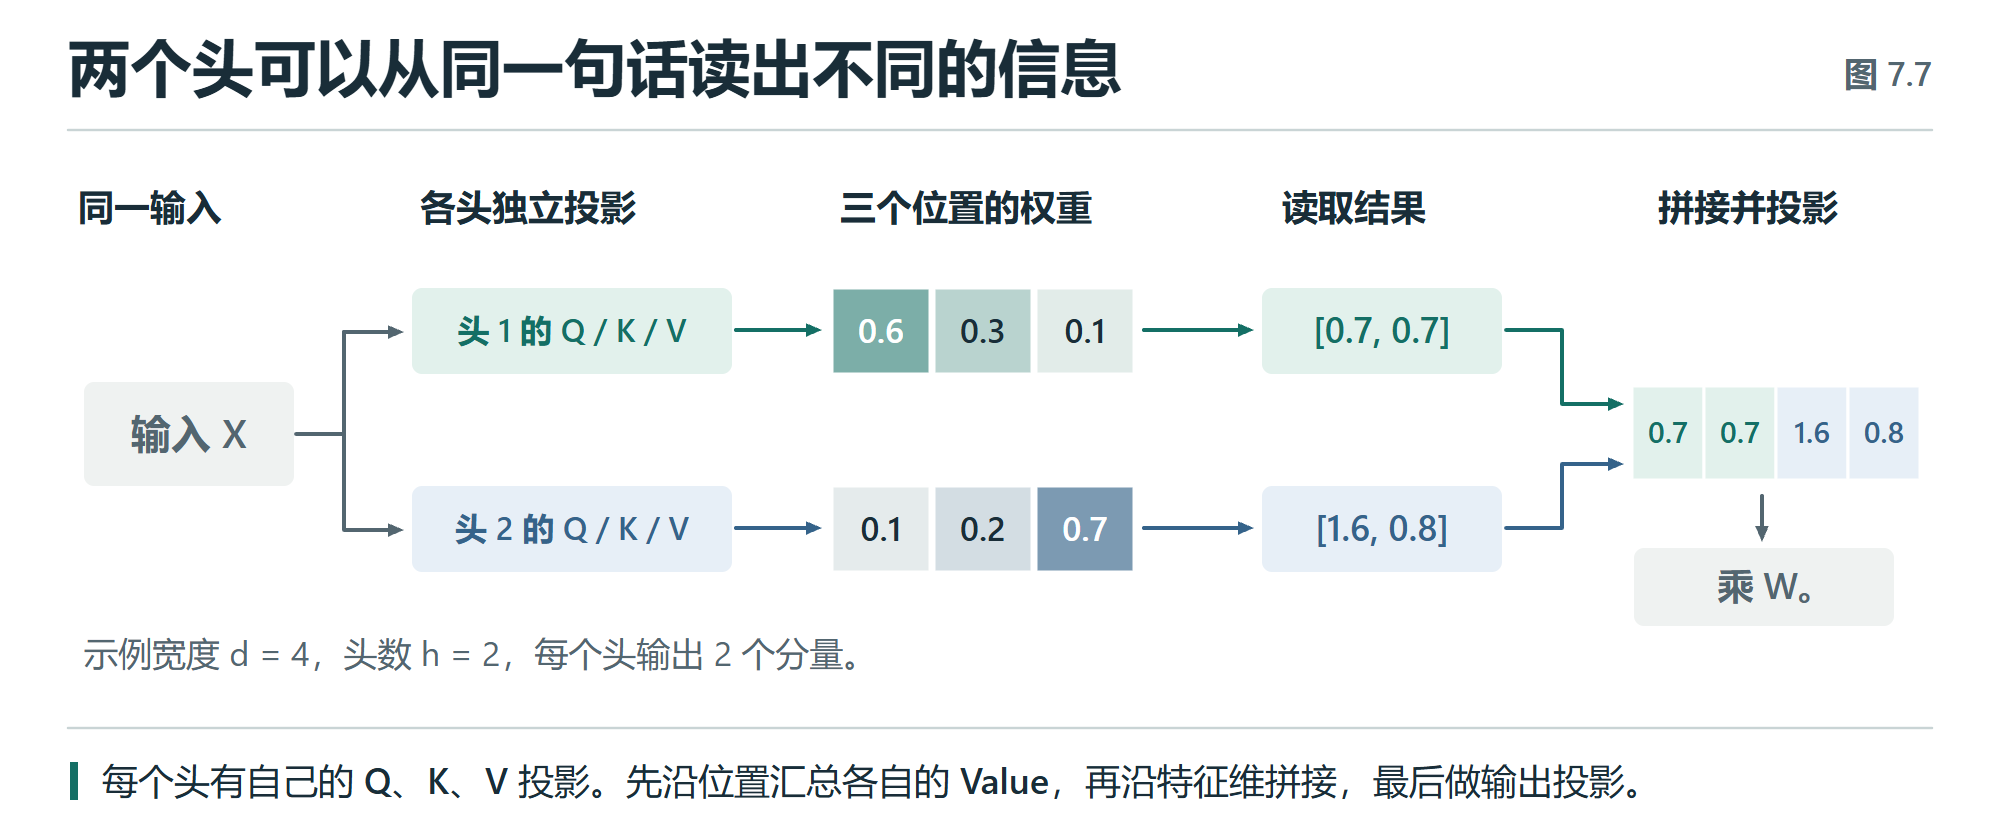 两个头可以从同一句话读出不同的信息
图 7.7
同一输入
各头独立投影
三个位置的权重
读取结果
拼接并投影
头 1 的 Q / K / V
0.6 0.3 0.1
[0.7, 0.7]
输入 X
0.7 0.7 1.6 0.8
头 2 的 Q / K / V
0.1 0.2 0.7
[1.6, 0.8]
乘 W。
示例宽度 d = 4，头数 h = 2，每个头输出 2 个分量。
每个头有自己的 Q、K、V 投影。先沿位置汇总各自的 Value，再沿特征维拼接，最后做输出投影。